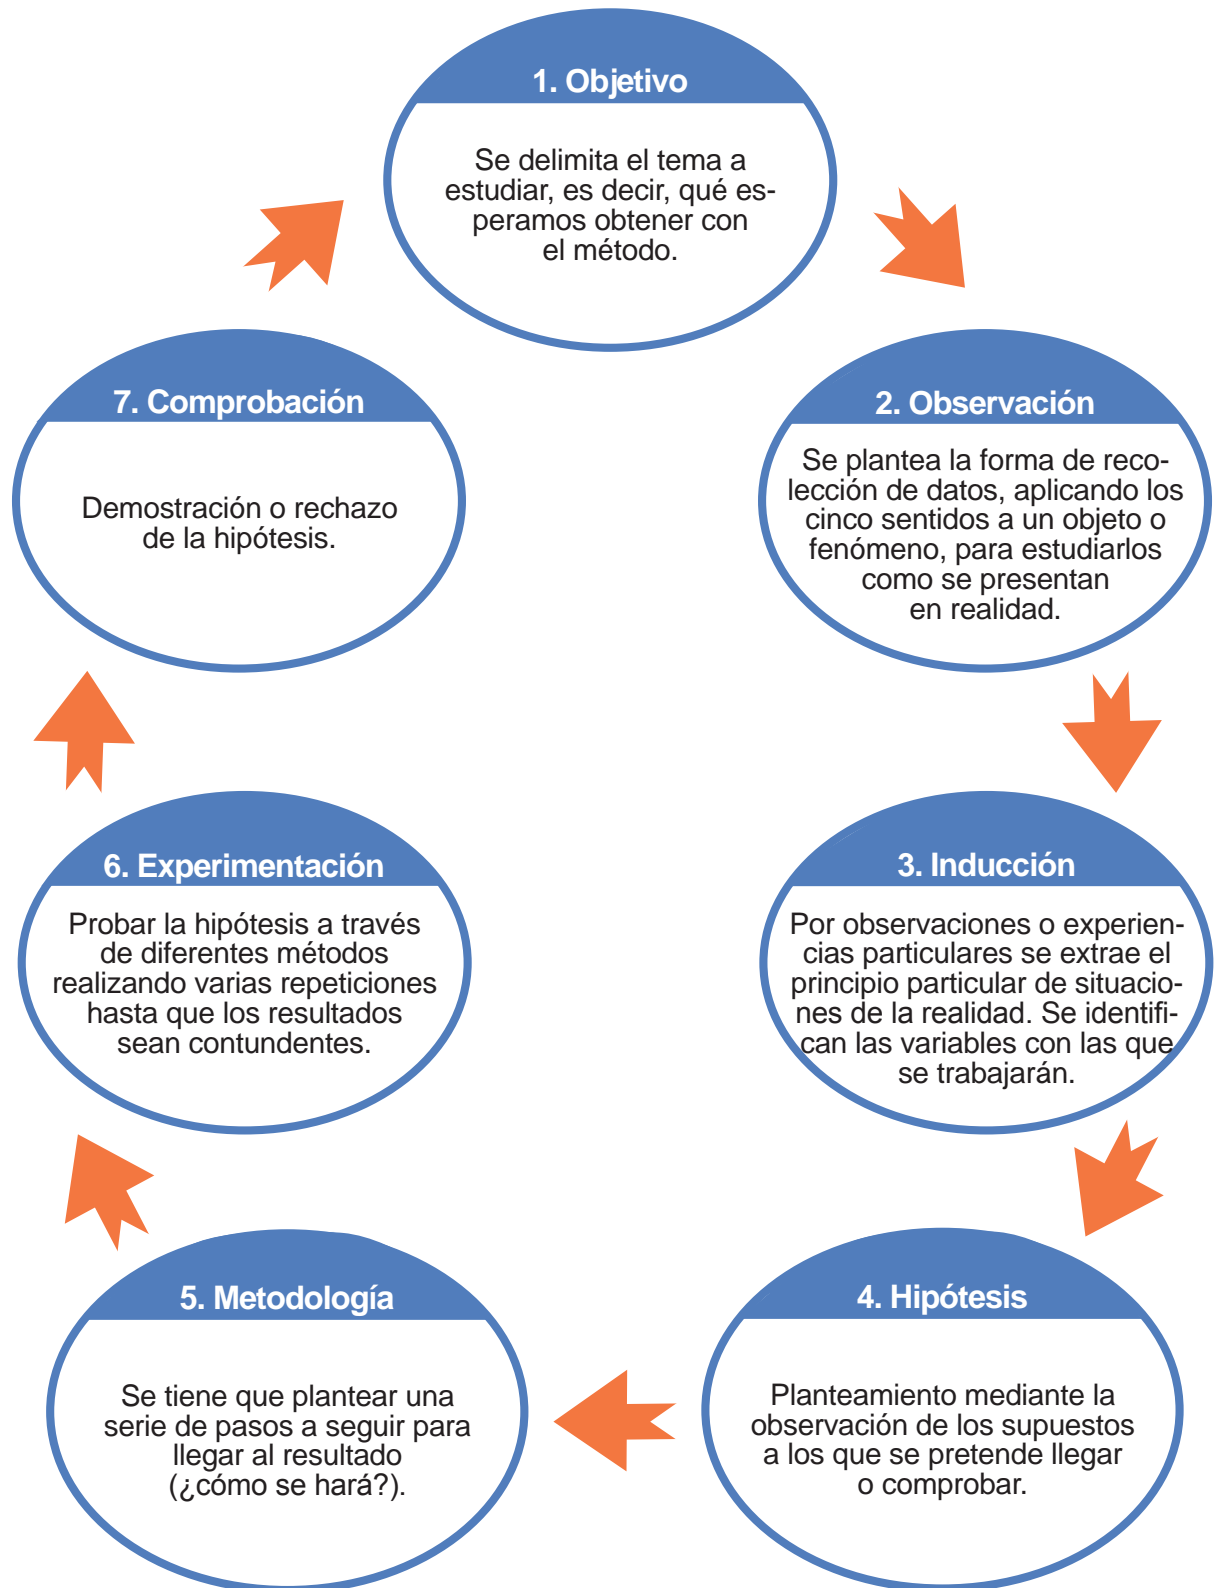 1. Objetivo
Se delimita el tema a
estudiar, es decir, qué es-
peramos obtener con
el método.
2. Observación
Se plantea la forma de reco-
lección de datos, aplicando los
cinco sentidos a un objeto o
fenómeno, para estudiarlos
como se presentan
en realidad.
3. Inducción
Por observaciones o experien-
cias particulares se extrae el
principio particular de situacio-
nes de la realidad. Se identifi-
can las variables con las que
se trabajarán.
4. Hipótesis
Planteamiento mediante la
observación de los supuestos
a los que se pretende llegar
o comprobar.
5. Metodología
Se tiene que plantear una
serie de pasos a seguir para
llegar al resultado
(¿cómo se hará?).
6. Experimentación
Probar la hipótesis a través
de diferentes métodos
realizando varias repeticiones
hasta que los resultados
sean contundentes.
7. Comprobación
Demostración o rechazo
de la hipótesis.